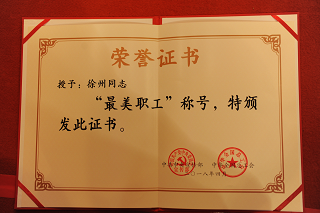 荣誉证书
授予：徐州同志
“最美职工”称号，特颁
发此证书。